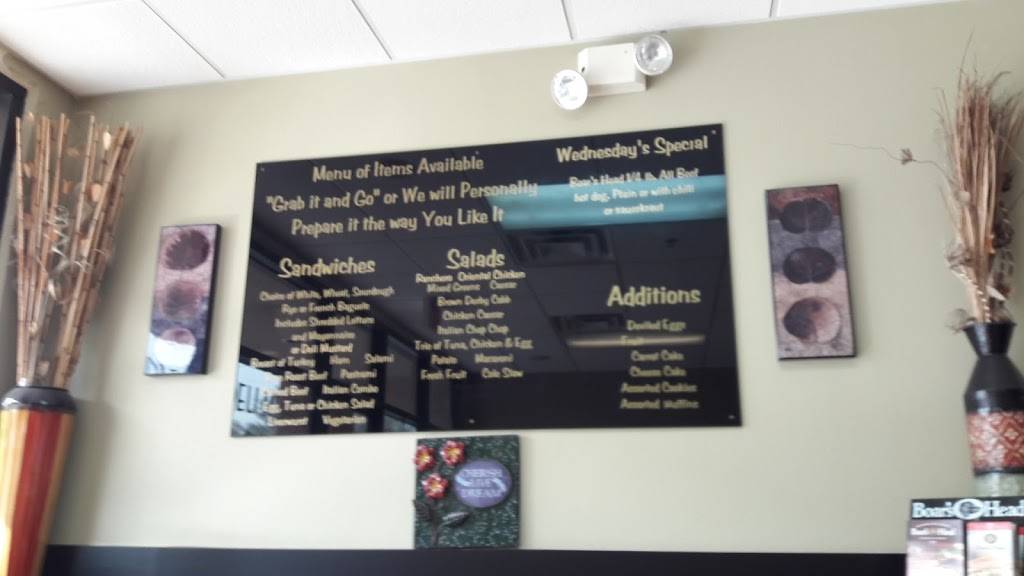 Menu of Items Available
"Grab it and Go" or We will Personally
Prepare it the way You Like It
Wednesday's Special
Boar's Head 1/4 lb. All Beef
hot dog, Plain or with chili
or sauerkraut
Sandwiches
Choice of White, Wheat, Sourdough
Rye or French Baguette
Includes Shredded Lettuce
and Mayonnaise
or Deli Mustard
Breast of Turkey Ham Salami
Roast Beef Pastrami
Beef Italian Combo
Egg, Tuna or Chicken Salad
Liverwurst Vegetarian
Salads
Ranchero Oriental Chicken
Mixed Greens Caesar
Brown Derby Cobb
Chicken Caesar
Italian Chop Chop
Trio of Tuna, Chicken & Egg
Potato Macaroni
Fresh Fruit Cole Slaw
Additions
Deviled Eggs
Fruit
Carrot Cake
Cheese Cake
Assorted Cookies
Assorted Muffins
CHERISH
LIVE
DREAM
Boar's Head